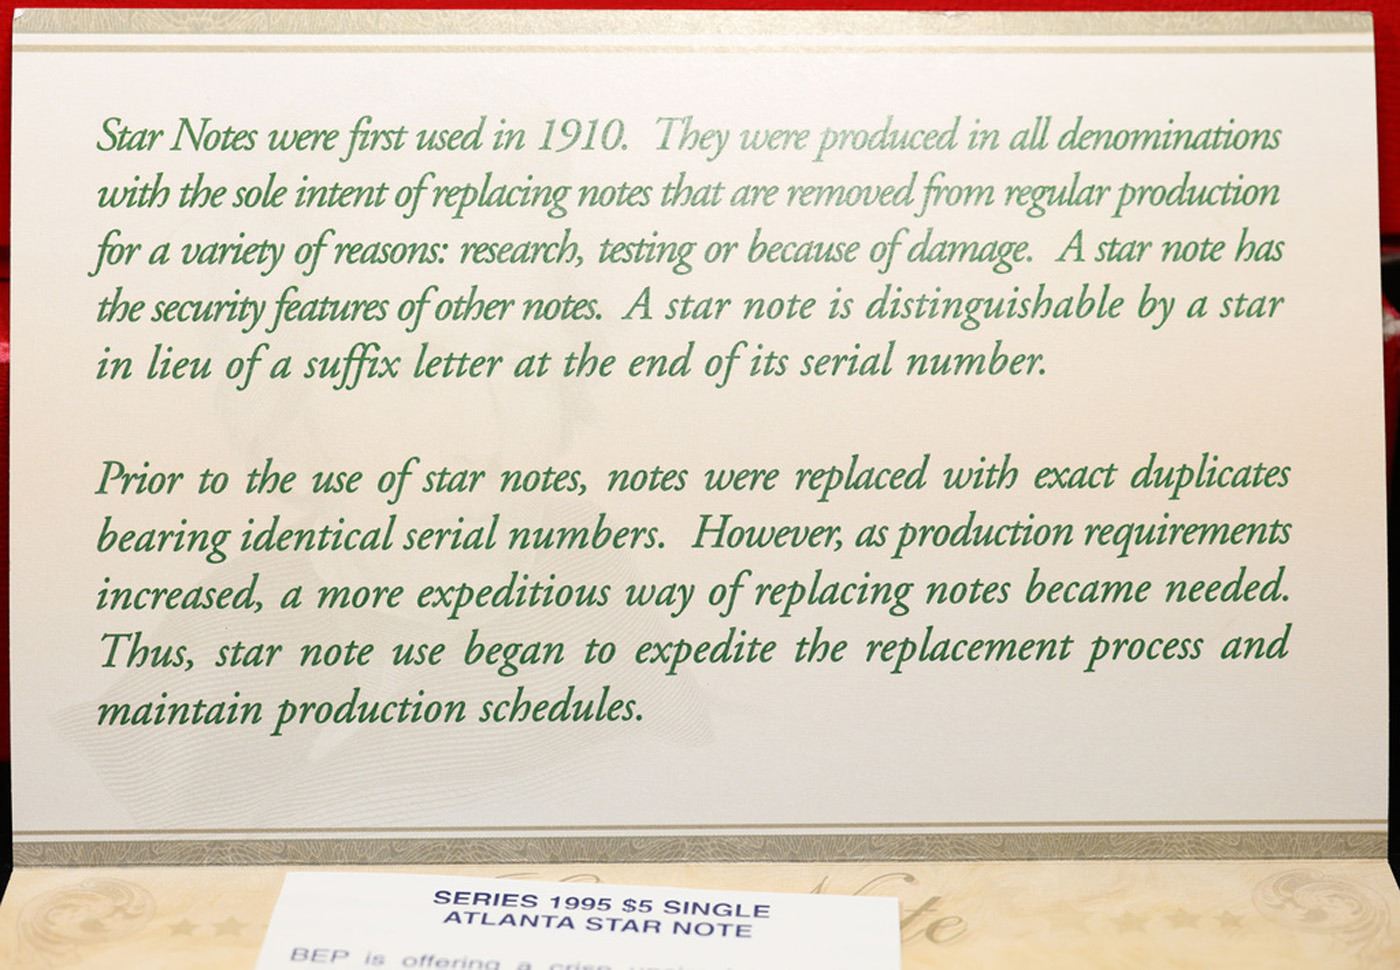 Star Notes were first used in 1910. They were produced in all denominations
with the sole intent of replacing notes that are removed from regular production
for a variety of reasons: research, testing or because of damage. A star note has
the security features of other notes. A star note is distinguishable by a star
in lieu of a suffix letter at the end of its serial number.
Prior to the use of star notes, notes were replaced with exact duplicates
bearing identical serial numbers. However, as production requirements
increased, a more expeditious way of replacing notes became needed.
Thus, star note use began to expedite the replacement process and
maintain production schedules.
SERIES 1995 $5 SINGLE
ATLANTA STAR NOTE
BEP is offering a crisp